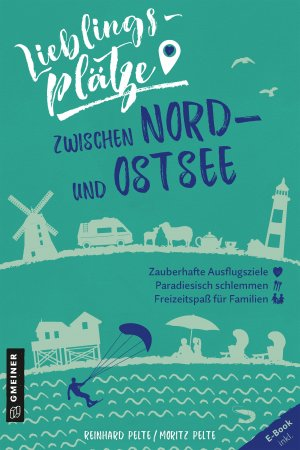 Lieblings-
plätze
ZWISCHEN NORD-
UND OSTSEE
Zauberhafte Ausflugsziele
Paradiesisch schlemmen
Freizeitspaß für Familien
GMEINER
REINHARD PELTE / MORITZ PELTE
E-Book
inkl.